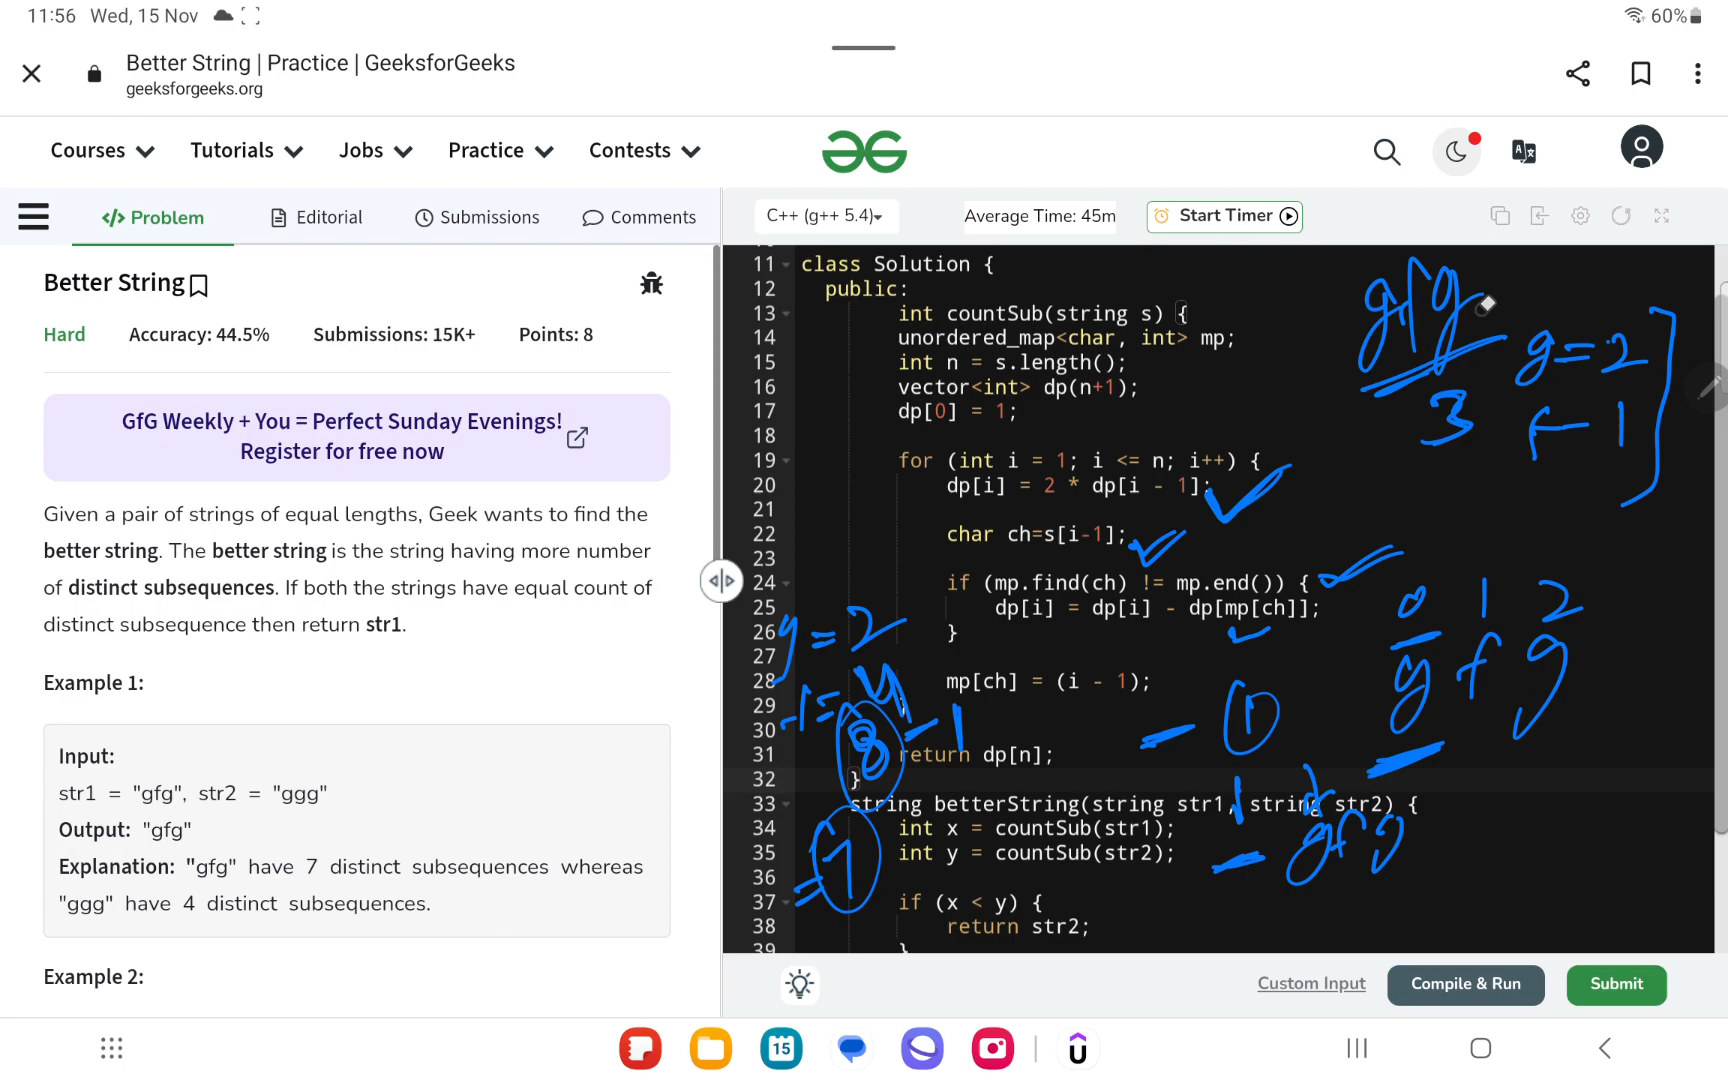 11:56 Wed, 15 Nov
60%
Better String | Practice | GeeksforGeeks
geeksforgeeks.org
Courses Tutorials Jobs Practice Contests
</> Problem Editorial Submissions Comments
C++ (g++ 5.4) Average Time: 45m Start Timer
Better String
Hard Accuracy: 44.5% Submissions: 15K+ Points: 8
GfG Weekly + You = Perfect Sunday Evenings!
Register for free now
Given a pair of strings of equal lengths, Geek wants to find the
better string. The better string is the string having more number
of distinct subsequences. If both the strings have equal count of
distinct subsequence then return str1.
Example 1:
Input:
str1 = "gfg", str2 = "ggg"
Output: "gfg"
Explanation: "gfg" have 7 distinct subsequences whereas
"ggg" have 4 distinct subsequences.
Example 2:
11 class Solution {
12 public:
13 int countSub(string s) {
14 unordered_map<char, int> mp;
15 int n = s.length();
16 vector<int> dp(n+1);
17 dp[0] = 1;
18
19 for (int i = 1; i <= n; i++) {
20 dp[i] = 2 * dp[i - 1];
21
22 char ch=s[i-1];
23
24 if (mp.find(ch) != mp.end()) {
25 dp[i] = dp[i] - dp[mp[ch]];
26 }
27
28 mp[ch] = (i - 1);
29
30
31 return dp[n];
32 }
33 string betterString(string str1, string str2) {
34 int x = countSub(str1);
35 int y = countSub(str2);
36
37 if (x < y) {
38 return str2;
39 }
gfg
3
g=2
f-1
0 1 2
g f g
g=2
8-1
=7
1
gfg
Custom Input Compile & Run Submit
15